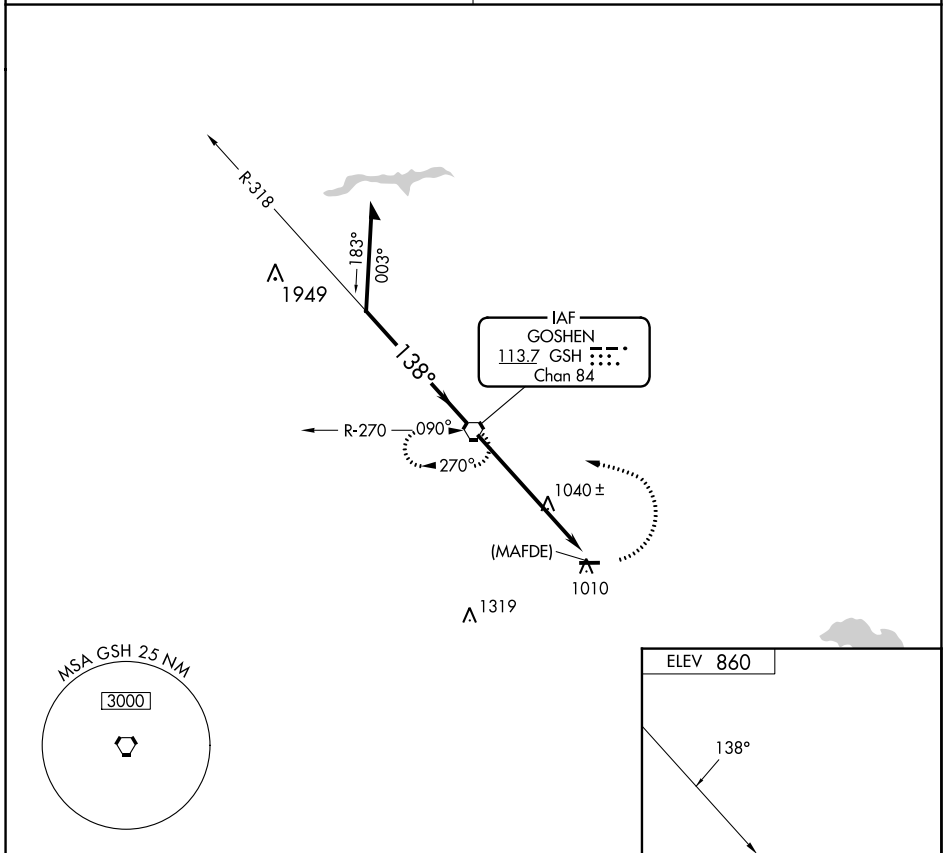 R-318
183°
003°
1949
138°
IAF
GOSHEN
113.7 GSH
Chan 84
R-270
090°
270°
1040 ±
(MAFDE)
1010
1319
MSA GSH 25 NM
3000
ELEV 860
138°